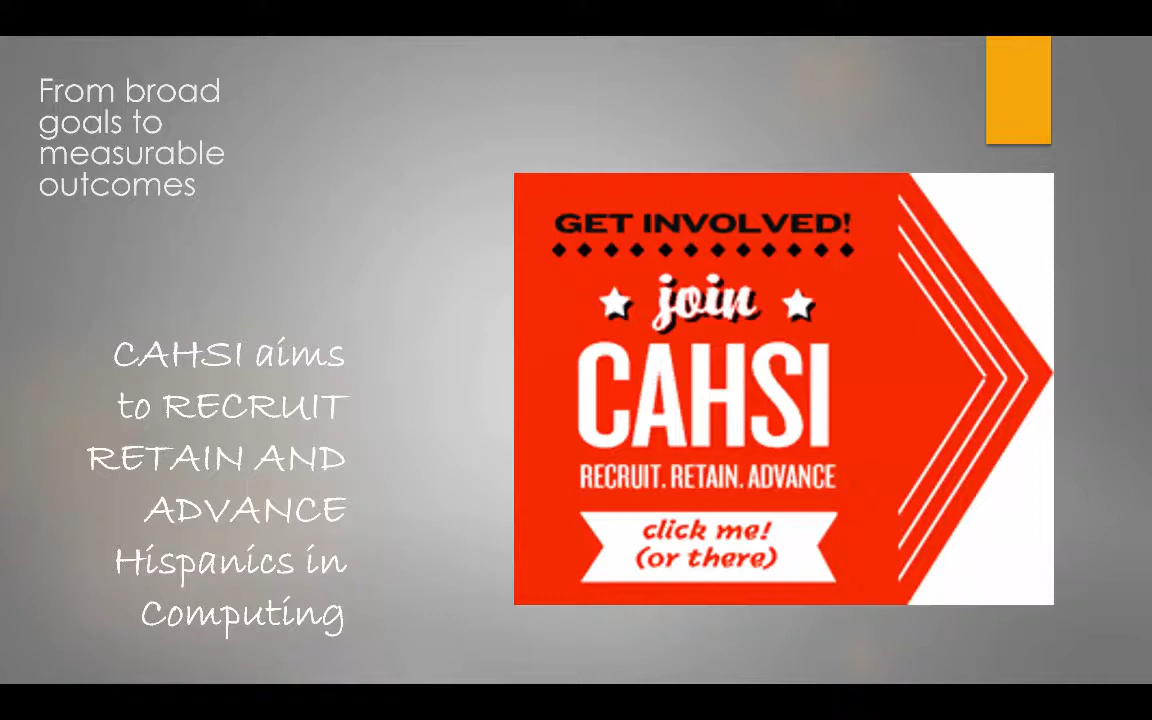 From broad
goals to
measurable
outcomes
CAHSI aims
to RECRUIT
RETAIN AND
ADVANCE
Hispanics in
Computing
GET INVOLVED!
join
CAHSI
RECRUIT. RETAIN. ADVANCE
click me!
(or there)